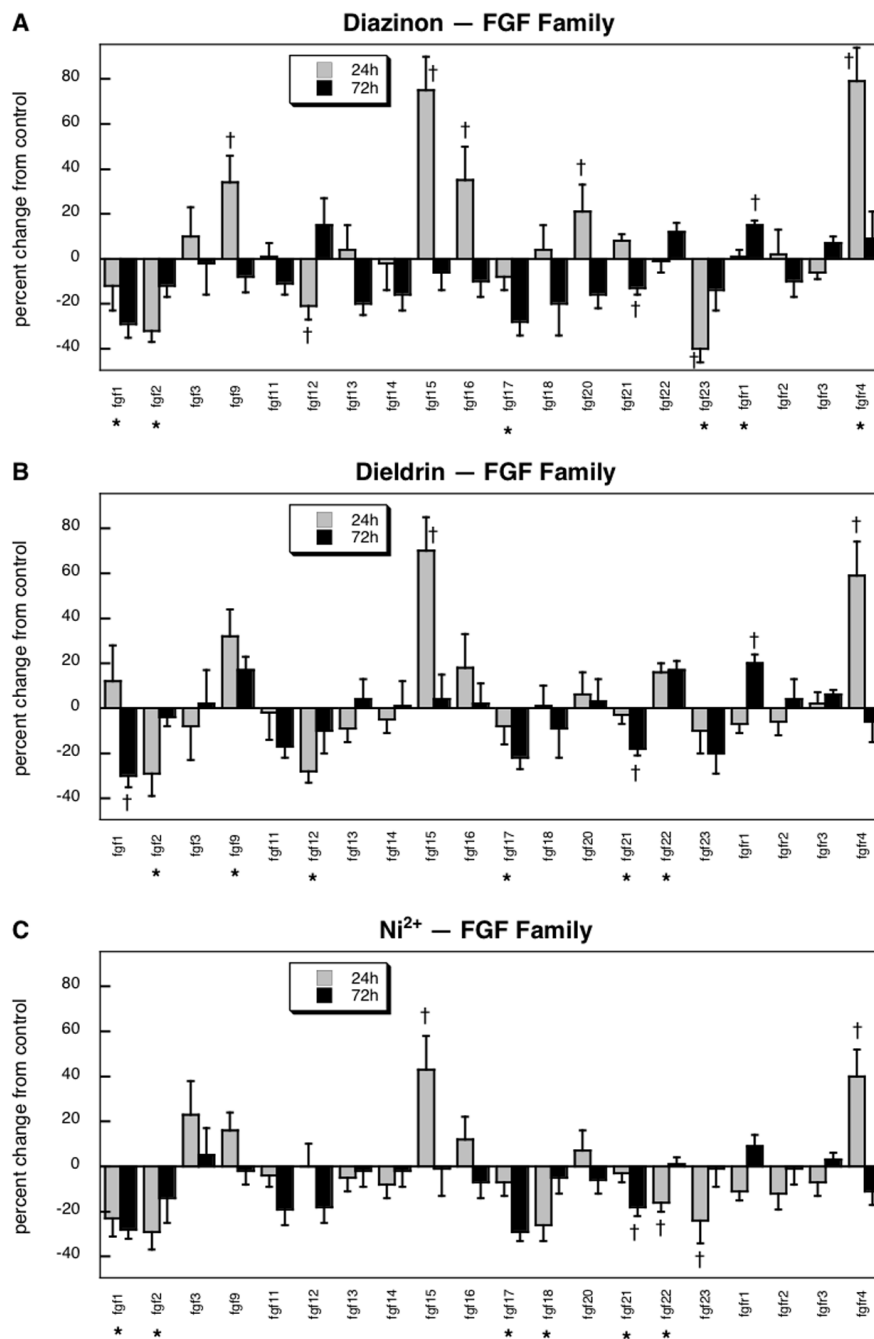 A
Diazinon — FGF Family
24h
72h
percent change from control
80
60
40
20
0
-20
-40
† † † † † † † † † †
fgf1 fgf2 fgf3 fgf9 fgf11 fgf12 fgf13 fgf14 fgf15 fgf16 fgf17 fgf18 fgf20 fgf21 fgf22 fgf23 fgfr1 fgfr2 fgfr3 fgfr4
* * * * * *
B
Dieldrin — FGF Family
24h
72h
percent change from control
80
60
40
20
0
-20
-40
† † † † †
fgf1 fgf2 fgf3 fgf9 fgf11 fgf12 fgf13 fgf14 fgf15 fgf16 fgf17 fgf18 fgf20 fgf21 fgf22 fgf23 fgfr1 fgfr2 fgfr3 fgfr4
* * * * * *
C
Ni²⁺ — FGF Family
24h
72h
percent change from control
80
60
40
20
0
-20
-40
† † † † †
fgf1 fgf2 fgf3 fgf9 fgf11 fgf12 fgf13 fgf14 fgf15 fgf16 fgf17 fgf18 fgf20 fgf21 fgf22 fgf23 fgfr1 fgfr2 fgfr3 fgfr4
* * * * * *